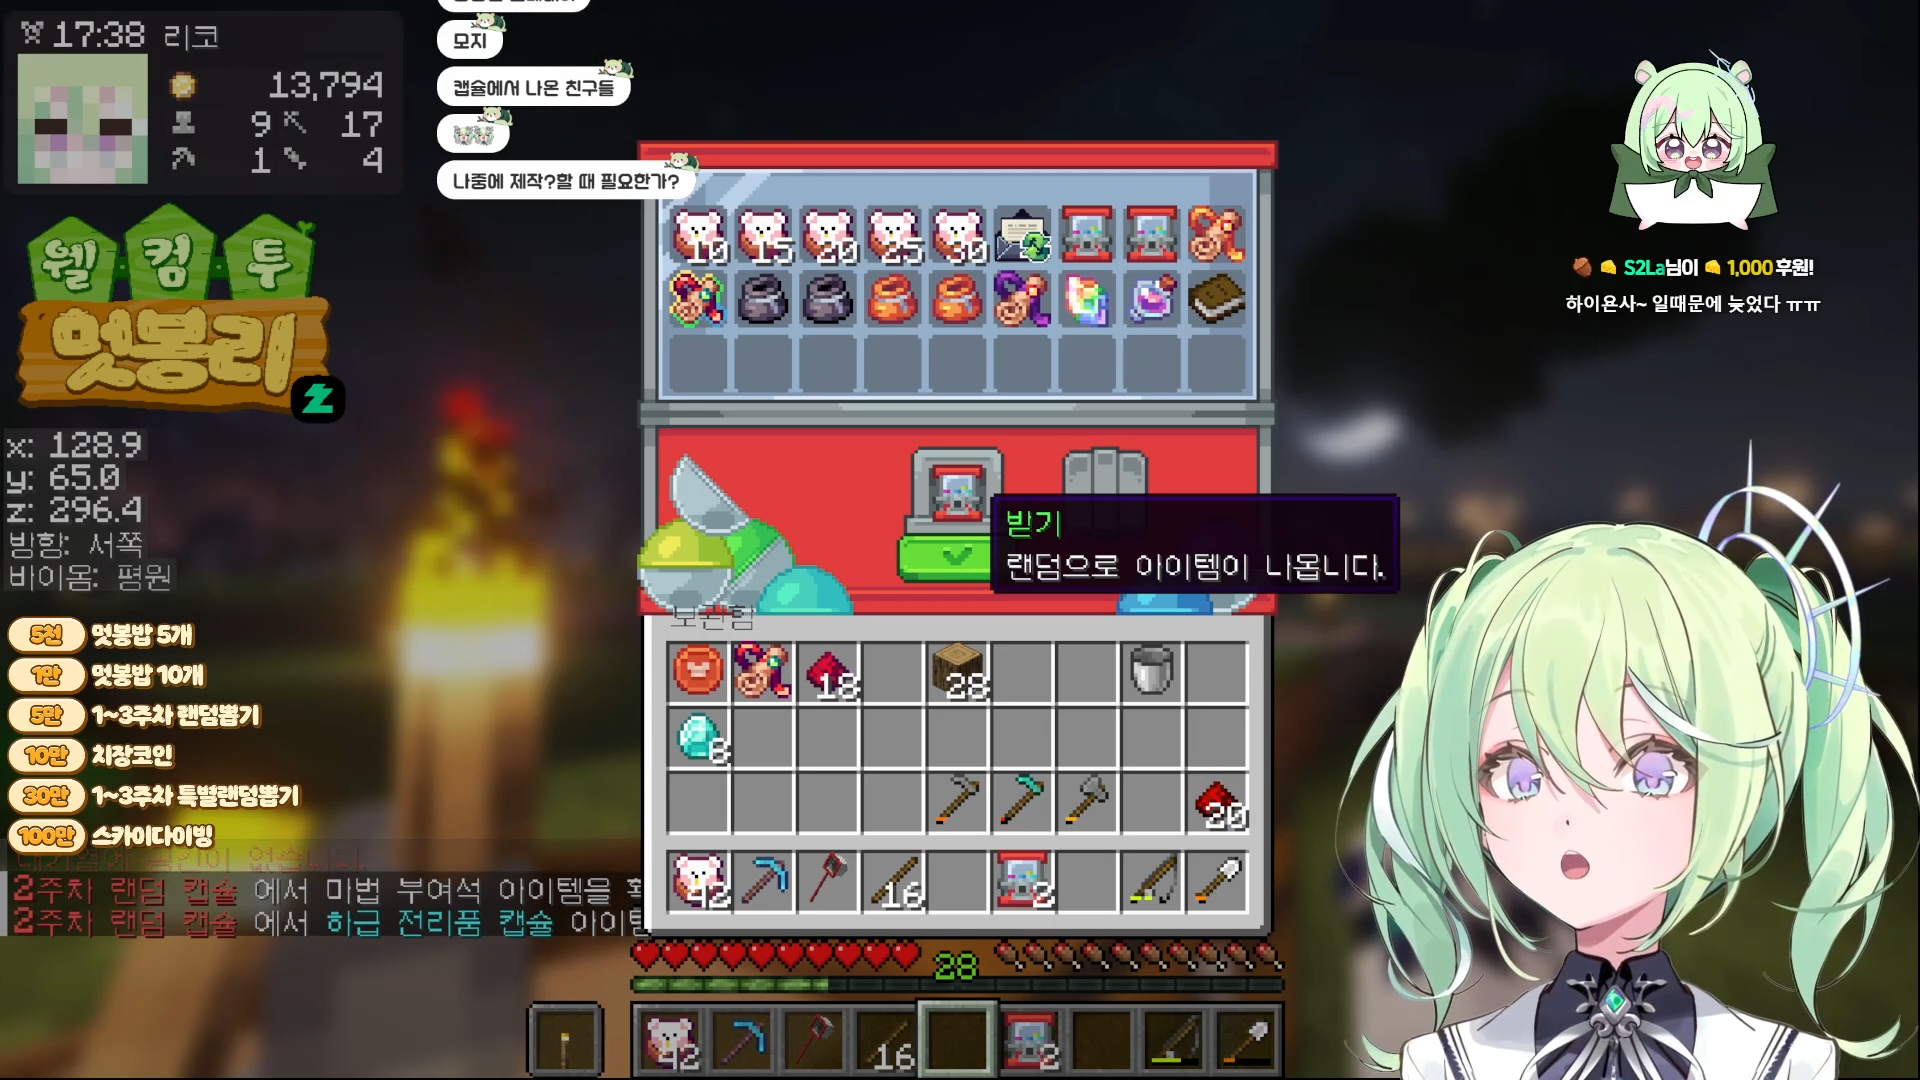 17:38 리코
13,794
9 17
1 4
웰컴투
멋봉리
x: 128.9
y: 65.0
z: 296.4
방향: 서쪽
바이옴: 평원
5천 멋봉밥 5개
1만 멋봉밥 10개
5만 1~3주차 랜덤뽑기
10만 치장코인
30만 1~3주차 특별랜덤뽑기
100만 스카이다이빙
없습니다.
2주차 랜덤 캡슐 에서 마법 부여석 아이템을
2주차 랜덤 캡슐 에서 하급 전리품 캡슐 아이템
모지
캡슐에서 나온 친구들
나중에 제작?할 때 필요한가?
10 15 20 25 30
받기
랜덤으로 아이템이 나옵니다.
보관함
18 28
8
20
2 16 2
28
2 16 2
S2La님이 1,000 후원!
하이욘사~ 일때문에 늦었다 ㅠㅠ